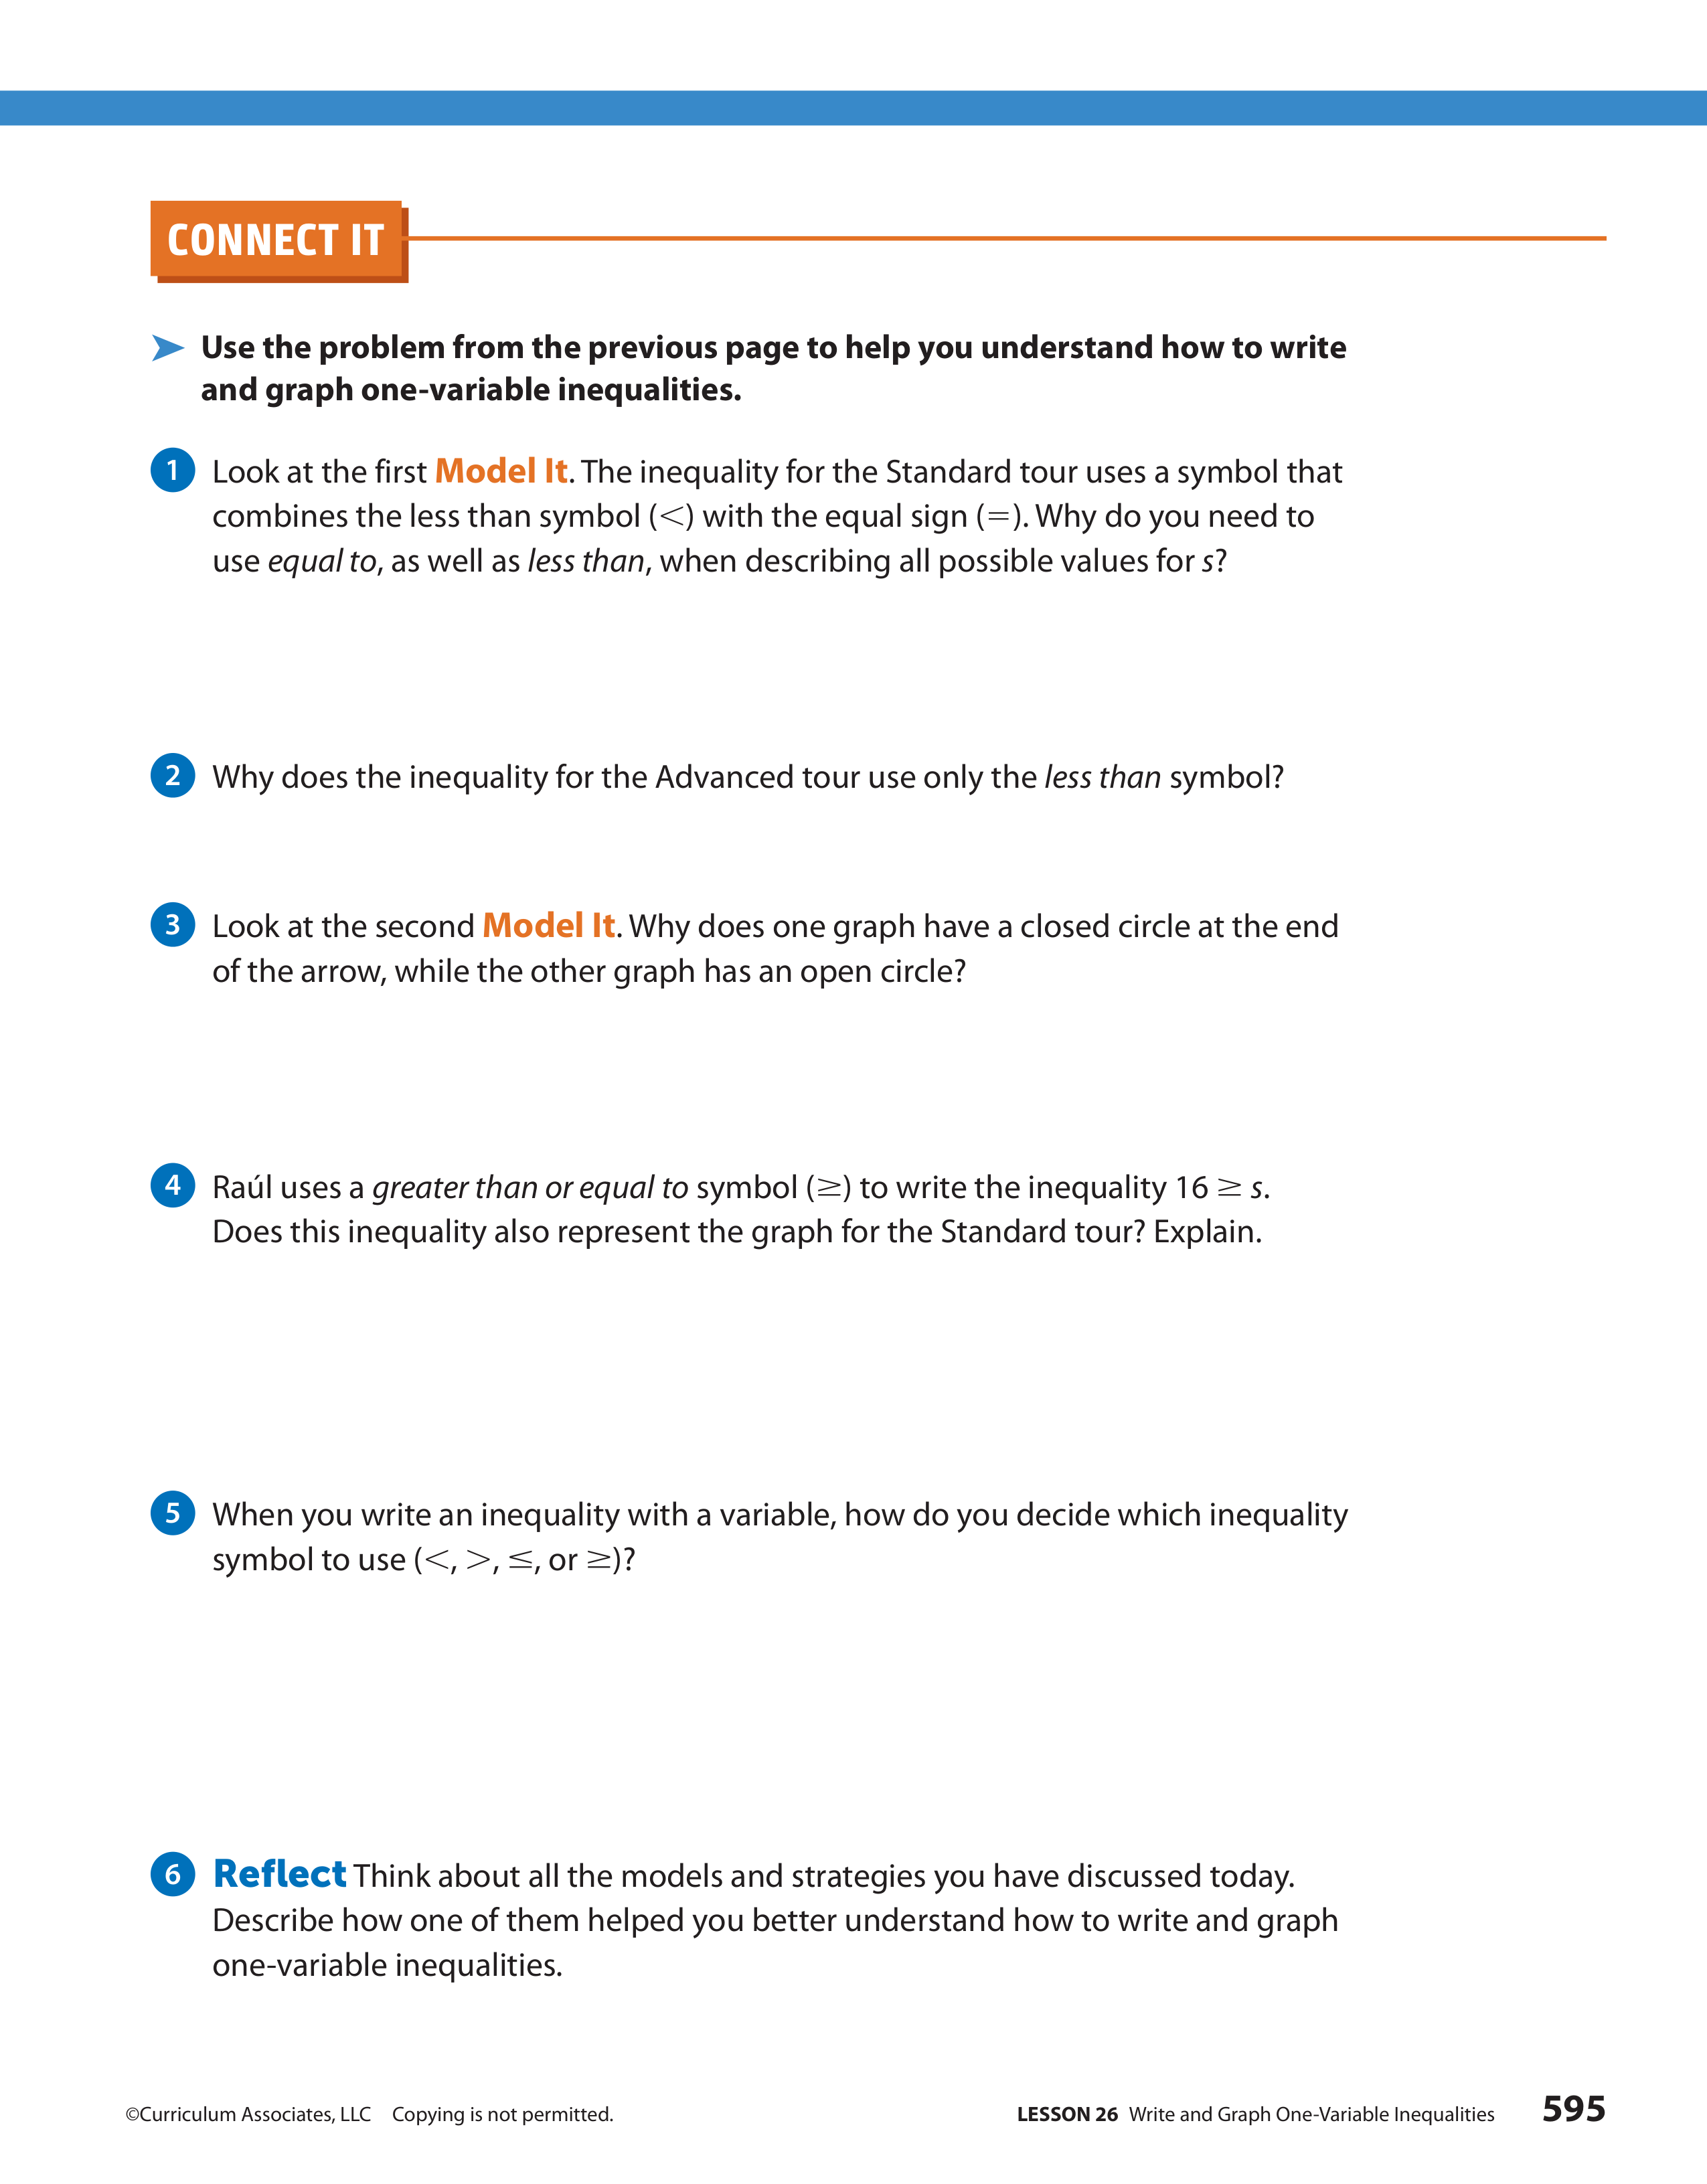 CONNECT IT
Use the problem from the previous page to help you understand how to write
and graph one-variable inequalities.
1 Look at the first Model It. The inequality for the Standard tour uses a symbol that
combines the less than symbol (<) with the equal sign (=). Why do you need to
use equal to, as well as less than, when describing all possible values for s?
2 Why does the inequality for the Advanced tour use only the less than symbol?
3 Look at the second Model It. Why does one graph have a closed circle at the end
of the arrow, while the other graph has an open circle?
4 Raúl uses a greater than or equal to symbol (≥) to write the inequality 16 ≥ s.
Does this inequality also represent the graph for the Standard tour? Explain.
5 When you write an inequality with a variable, how do you decide which inequality
symbol to use (<, >, ≤, or ≥)?
6 Reflect Think about all the models and strategies you have discussed today.
Describe how one of them helped you better understand how to write and graph
one-variable inequalities.
©Curriculum Associates, LLC Copying is not permitted. LESSON 26 Write and Graph One-Variable Inequalities 595